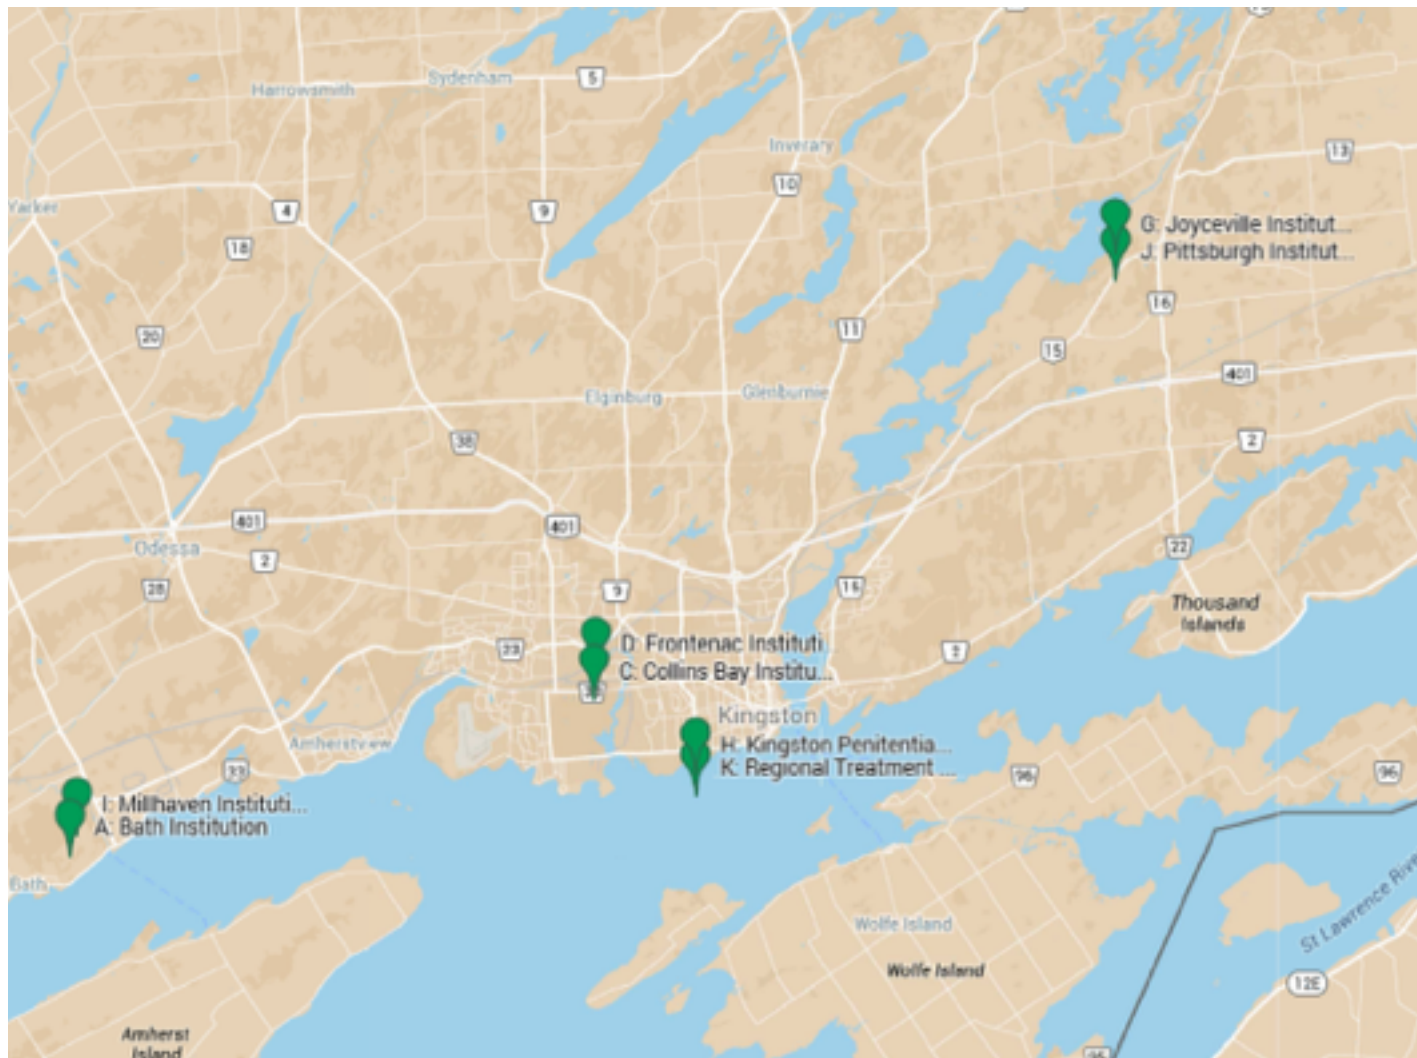 Sydenham
5
Harrowsmith
Inverary
13
10
Yarker
4
9
18
G: Joyceville Institut...
J: Pittsburgh Institut...
16
20
11
15
401
Elginburg
Glenburnie
38
2
401
401
Odessa
2
22
28
9
15
Thousand
Islands
D: Frontenac Instituti
23
2
C: Collins Bay Institu...
Kingston
Amherstview
H: Kingston Penitentia...
K: Regional Treatment ...
33
96
96
I: Millhaven Instituti...
A: Bath Institution
Bath
Wolfe Island
St Lawrence River
Wolfe Island
12E
Amherst
Island